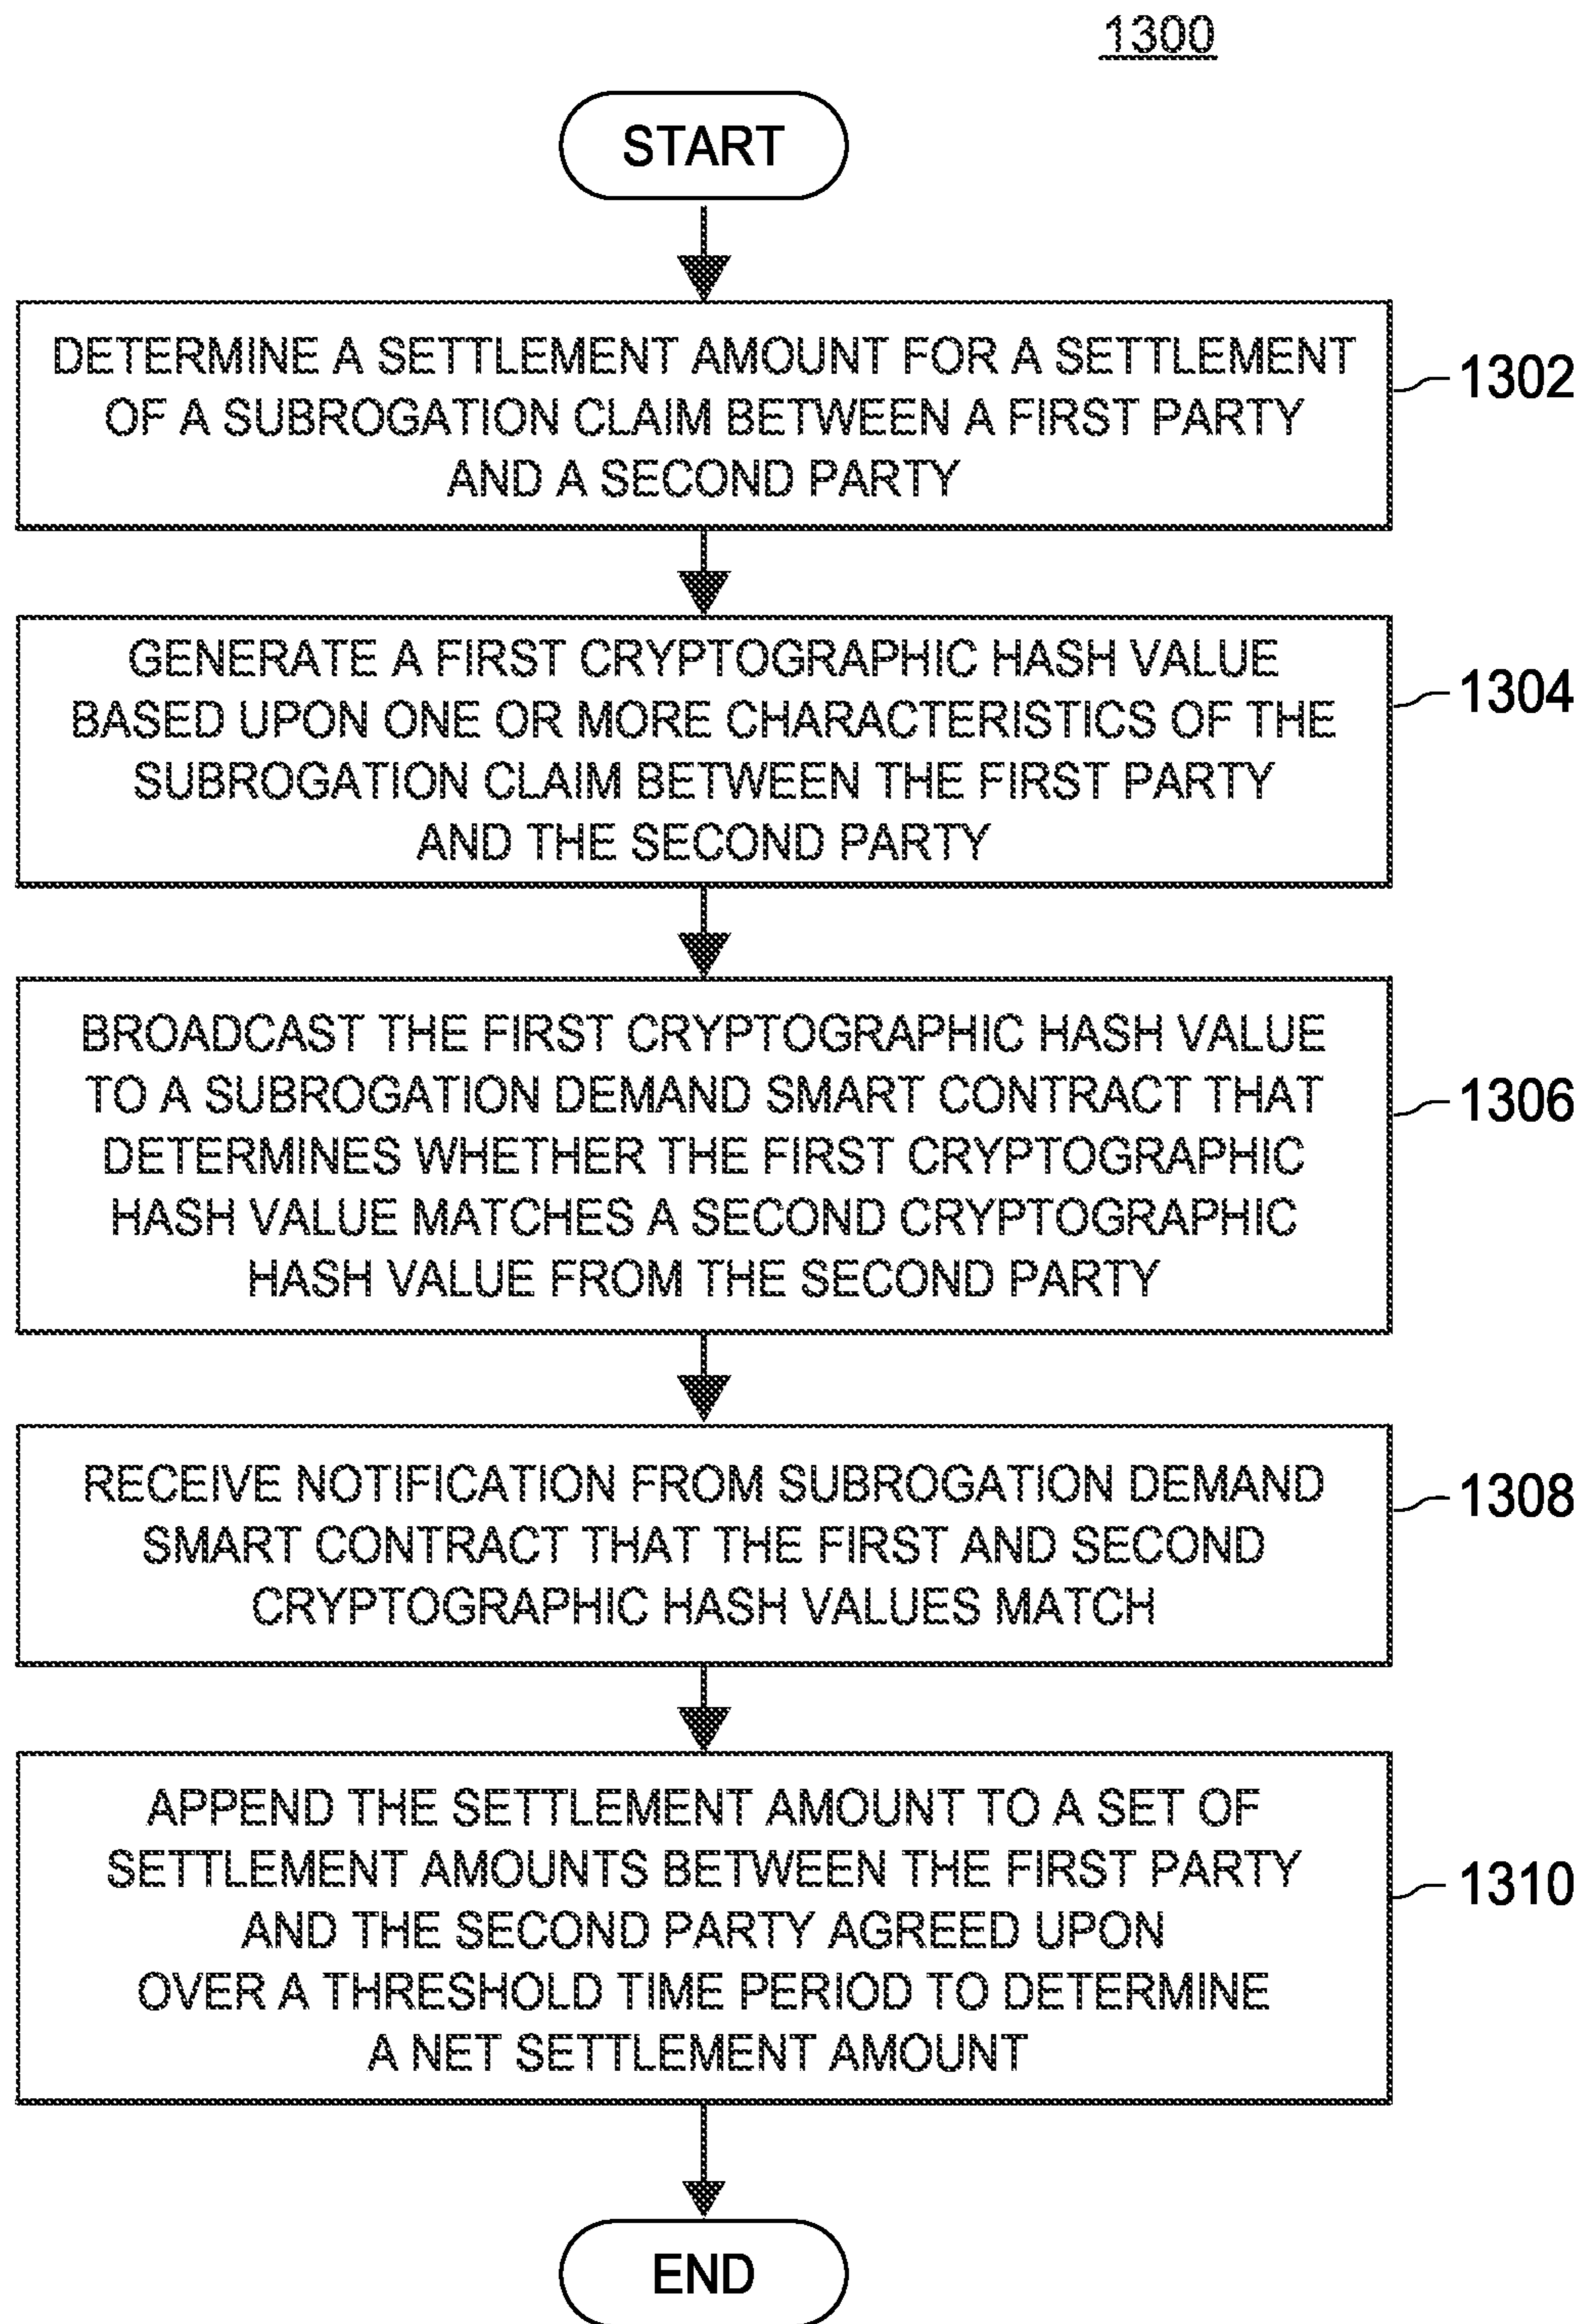 1300
START
DETERMINE A SETTLEMENT AMOUNT FOR A SETTLEMENT
OF A SUBROGATION CLAIM BETWEEN A FIRST PARTY
AND A SECOND PARTY
1302
GENERATE A FIRST CRYPTOGRAPHIC HASH VALUE
BASED UPON ONE OR MORE CHARACTERISTICS OF THE
SUBROGATION CLAIM BETWEEN THE FIRST PARTY
AND THE SECOND PARTY
1304
BROADCAST THE FIRST CRYPTOGRAPHIC HASH VALUE
TO A SUBROGATION DEMAND SMART CONTRACT THAT
DETERMINES WHETHER THE FIRST CRYPTOGRAPHIC
HASH VALUE MATCHES A SECOND CRYPTOGRAPHIC
HASH VALUE FROM THE SECOND PARTY
1306
RECEIVE NOTIFICATION FROM SUBROGATION DEMAND
SMART CONTRACT THAT THE FIRST AND SECOND
CRYPTOGRAPHIC HASH VALUES MATCH
1308
APPEND THE SETTLEMENT AMOUNT TO A SET OF
SETTLEMENT AMOUNTS BETWEEN THE FIRST PARTY
AND THE SECOND PARTY AGREED UPON
OVER A THRESHOLD TIME PERIOD TO DETERMINE
A NET SETTLEMENT AMOUNT
1310
END